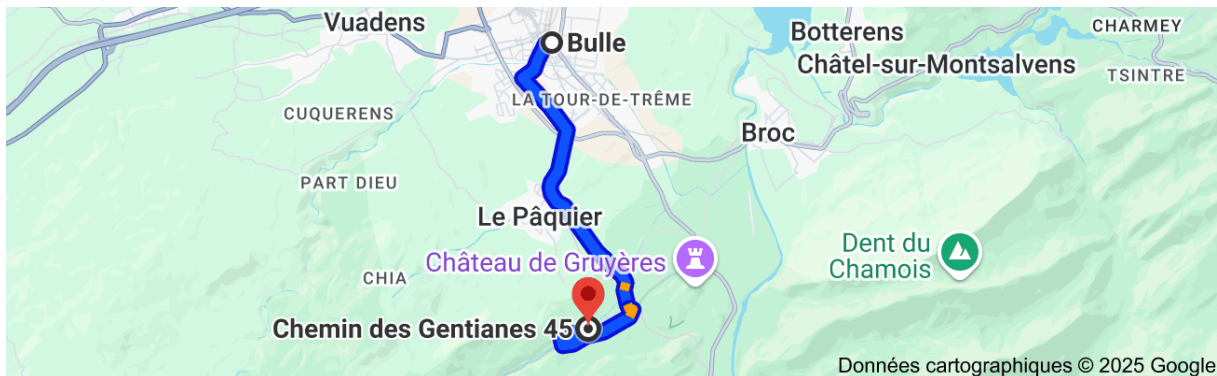 Vuadens
Bulle
Botterens
CHARMEY
Châtel-sur-Montsalvens
TSINTRE
LA TOUR-DE-TRÊME
CUQUERENS
Broc
PART DIEU
Le Pâquier
Château de Gruyères
Dent du
Chamois
CHIA
Chemin des Gentianes 45
Données cartographiques © 2025 Google